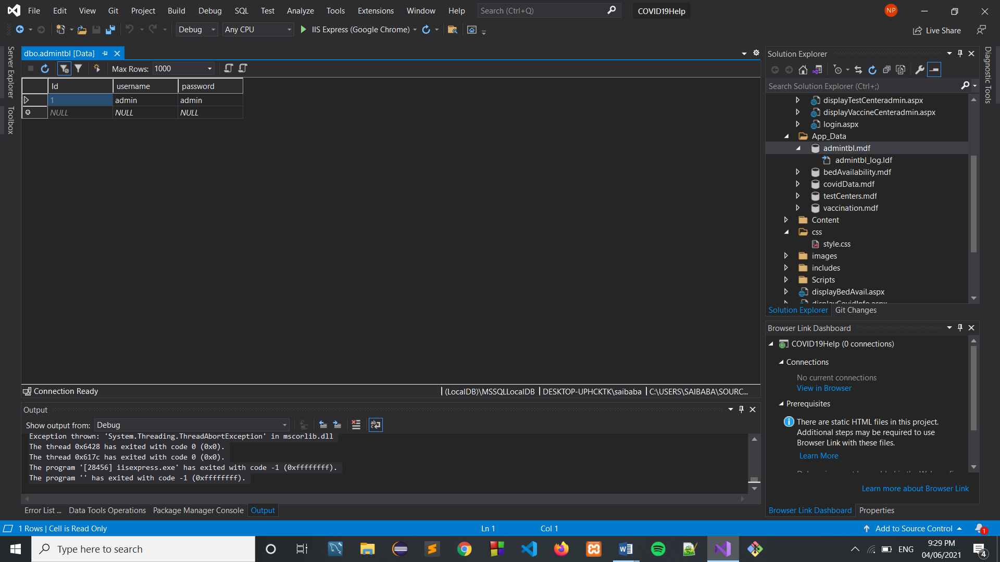 File Edit View Git Project Build Debug SQL Test Analyze Tools Extensions Window Help Search (Ctrl+Q) COVID19Help NP
Debug Any CPU IIS Express (Google Chrome) Live Share
Server Explorer
Toolbox
dbo.admintbl [Data]
Max Rows: 1000
Id username password
1 admin admin
NULL NULL NULL
Connection Ready (LocalDB)\MSSQLLocalDB DESKTOP-UPHCKTK\saibaba C:\USERS\SAIBABA\SOURC...
Output
Show output from: Debug
Exception thrown: 'System.Threading.ThreadAbortException' in mscorlib.dll
The thread 0x6428 has exited with code 0 (0x0).
The thread 0x617c has exited with code 0 (0x0).
The program '[28456] iisexpress.exe' has exited with code -1 (0xffffffff).
The program '' has exited with code -1 (0xffffffff).
Error List ... Data Tools Operations Package Manager Console Output
Solution Explorer
Search Solution Explorer (Ctrl+;)
displayTestCenteradmin.aspx
displayVaccineCenteradmin.aspx
login.aspx
App_Data
admintbl.mdf
admintbl_log.ldf
bedAvailability.mdf
covidData.mdf
testCenters.mdf
vaccination.mdf
Content
css
style.css
images
includes
Scripts
displayBedAvail.aspx
displayCovidInfo.aspx
Solution Explorer Git Changes
Browser Link Dashboard
COVID19Help (0 connections)
Connections
No current connections
View in Browser
Prerequisites
There are static HTML files in this project.
Additional steps may be required to use
Browser Link with these files.
Learn More
Learn more about Browser Link
Browser Link Dashboard Properties
Diagnostic Tools
1 Rows | Cell is Read Only Ln 1 Col 1 Add to Source Control 1
Type here to search ENG 9:29 PM
04/06/2021 4